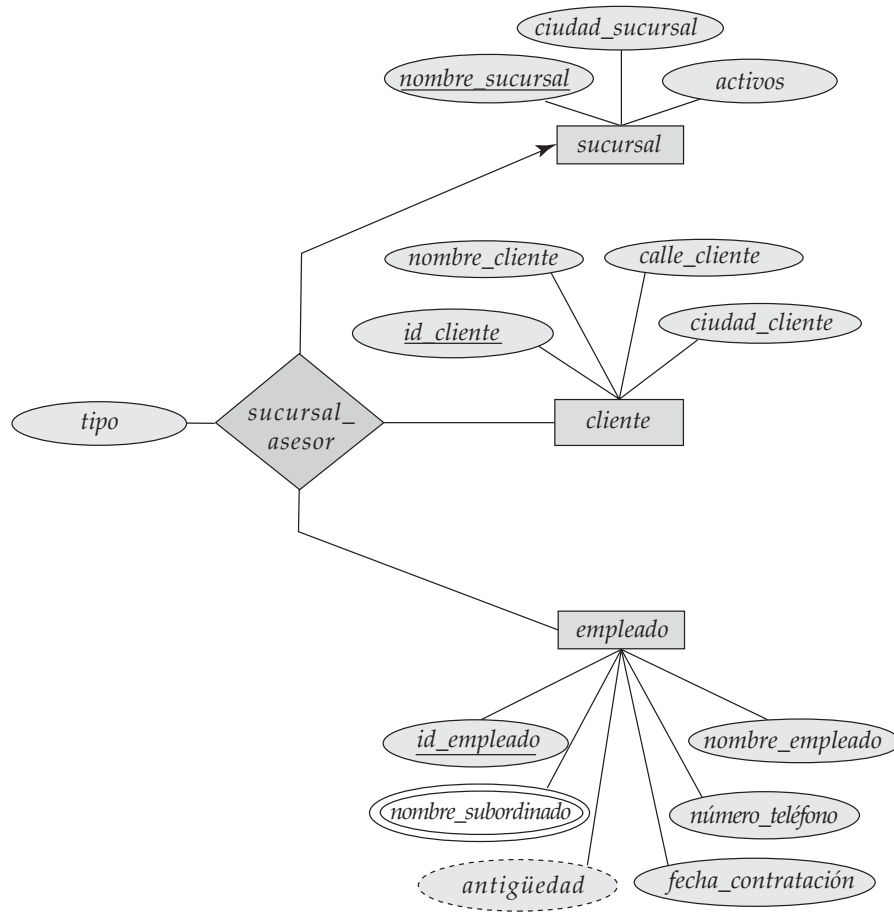 ciudad_sucursal
nombre_sucursal
activos
sucursal
nombre_cliente
calle_cliente
id_cliente
ciudad_cliente
tipo
sucursal_
asesor
cliente
empleado
id_empleado
nombre_empleado
nombre_subordinado
número_teléfono
antigüedad
fecha_contratación